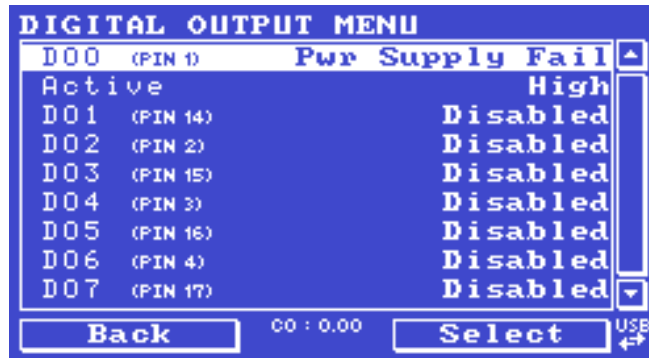 DIGITAL OUTPUT MENU
DO0 (PIN 1) Pwr Supply Fail
Active High
DO1 (PIN 14) Disabled
DO2 (PIN 2) Disabled
DO3 (PIN 15) Disabled
DO4 (PIN 3) Disabled
DO5 (PIN 16) Disabled
DO6 (PIN 4) Disabled
DO7 (PIN 17) Disabled
Back CO : 0.00 Select USB